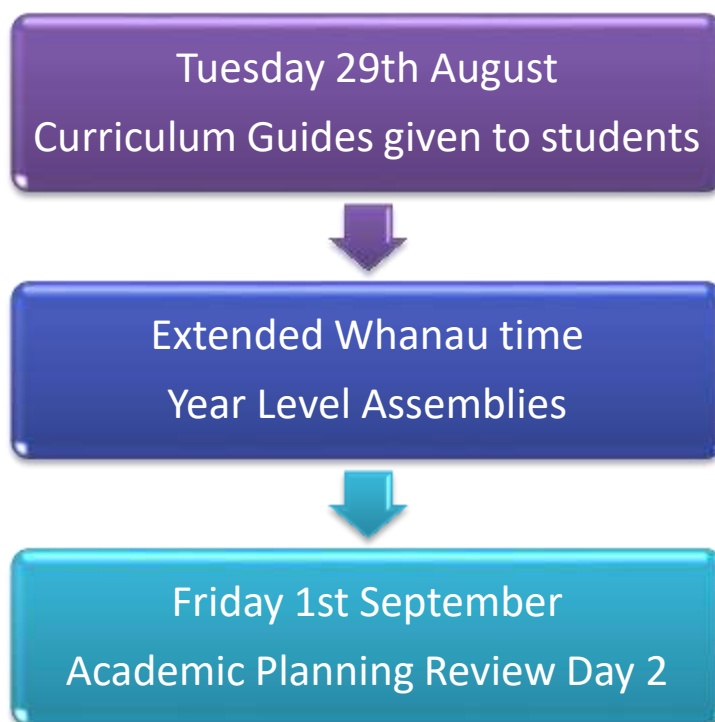 Tuesday 29th August
Curriculum Guides given to students
Extended Whanau time
Year Level Assemblies
Friday 1st September
Academic Planning Review Day 2